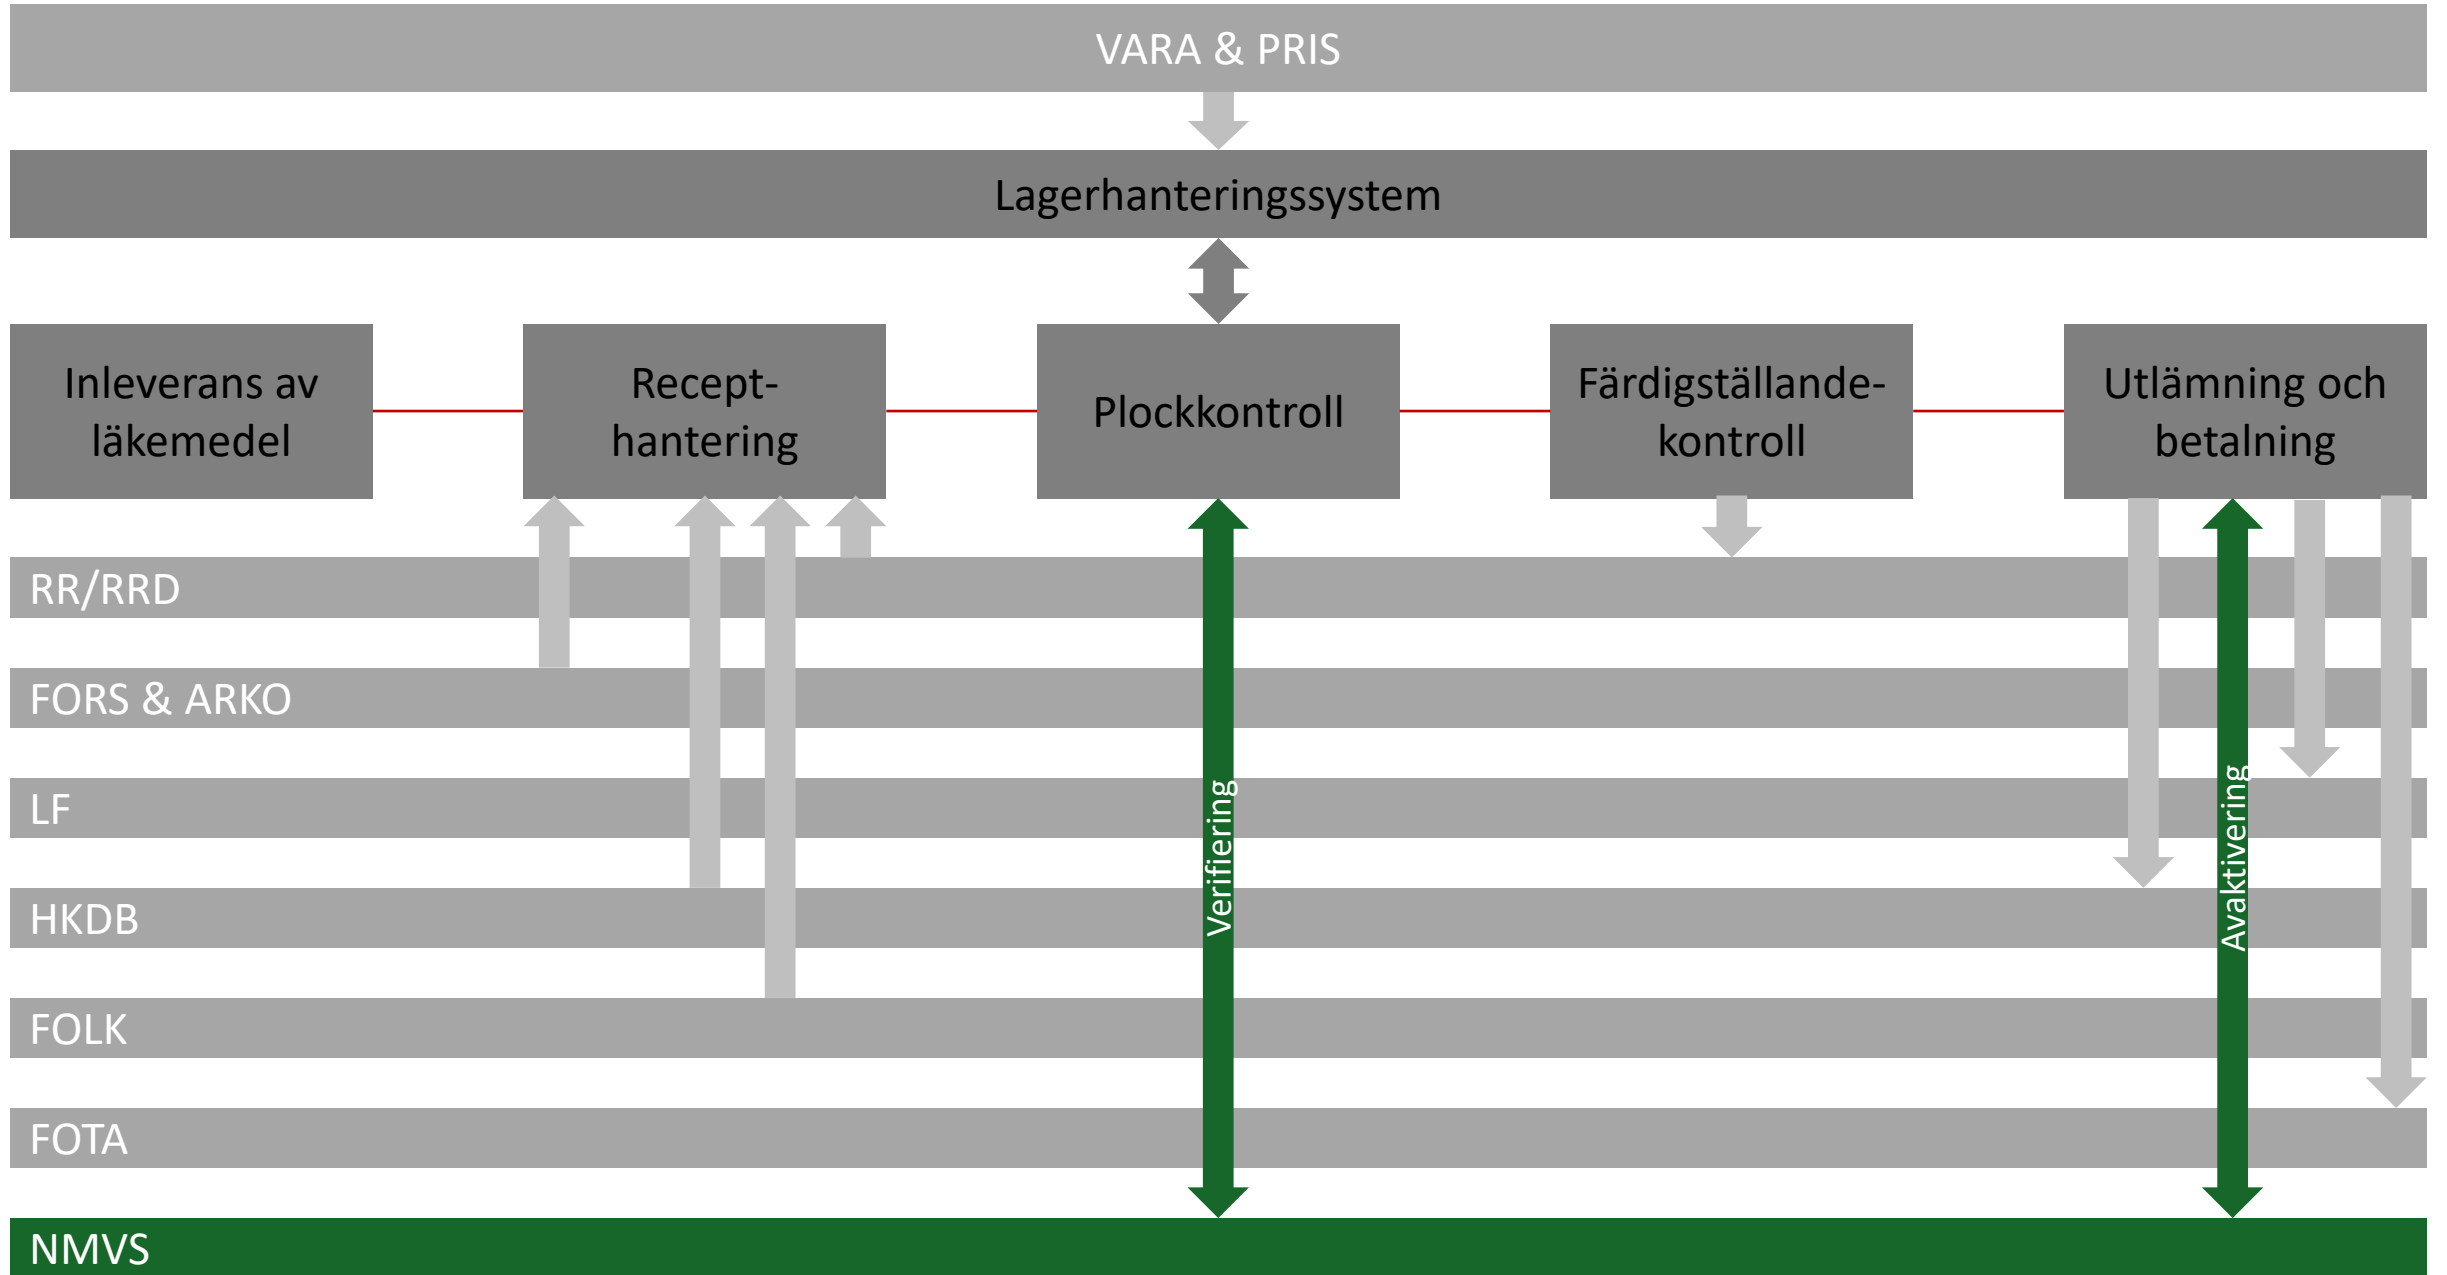 VARA & PRIS
Lagerhanteringssystem
Inleverans av
läkemedel
Recept-
hantering
Plockkontroll
Färdigställande-
kontroll
Utlämning och
betalning
RR/RRD
FORS & ARKO
LF
HKDB
FOLK
FOTA
NMVS
Verifiering
Avaktivering